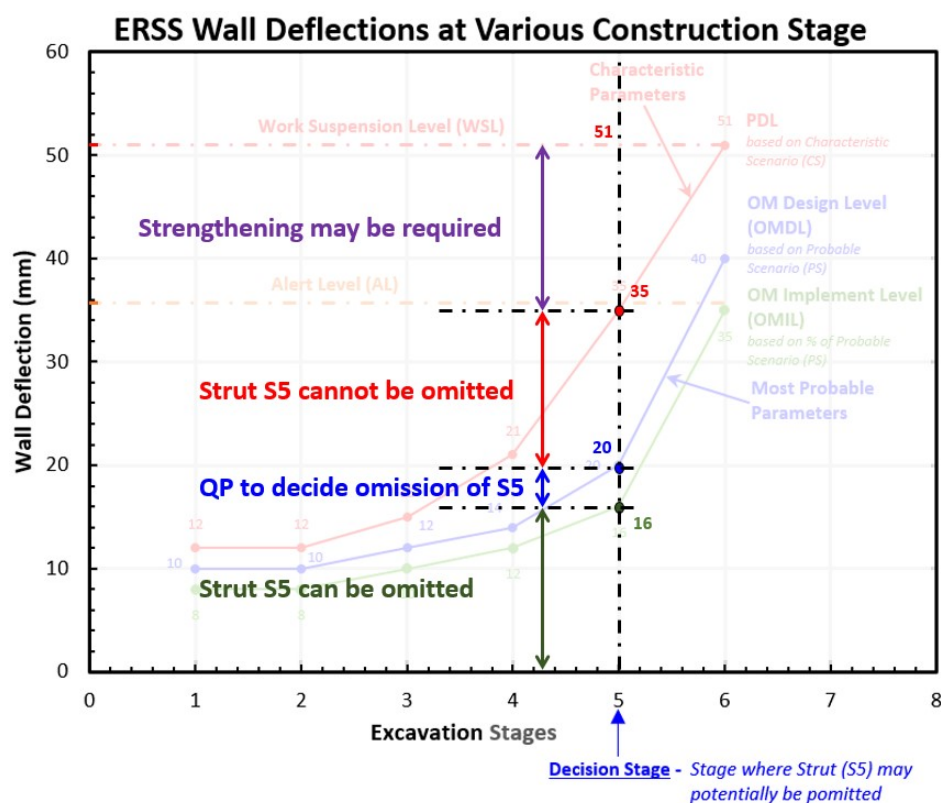 ERSS Wall Deflections at Various Construction Stage
60
50
40
30
20
10
0
Wall Deflection (mm)
0 1 2 3 4 5 6 7 8
Excavation Stages
Characteristic
Parameters
Work Suspension Level (WSL)
51
51
PDL
based on Characteristic
Scenario (CS)
Strengthening may be required
OM Design Level
(OMDL)
based on Probable
Scenario (PS)
40
Alert Level (AL)
35
35
OM Implement Level
(OMIL)
based on % of Probable
Scenario (PS)
35
Strut S5 cannot be omitted
Most Probable
Parameters
21
20
20
QP to decide omission of S5
12
12
12
14
16
16
10
10
Strut S5 can be omitted
12
8
8
Decision Stage - Stage where Strut (S5) may
potentially be pomitted